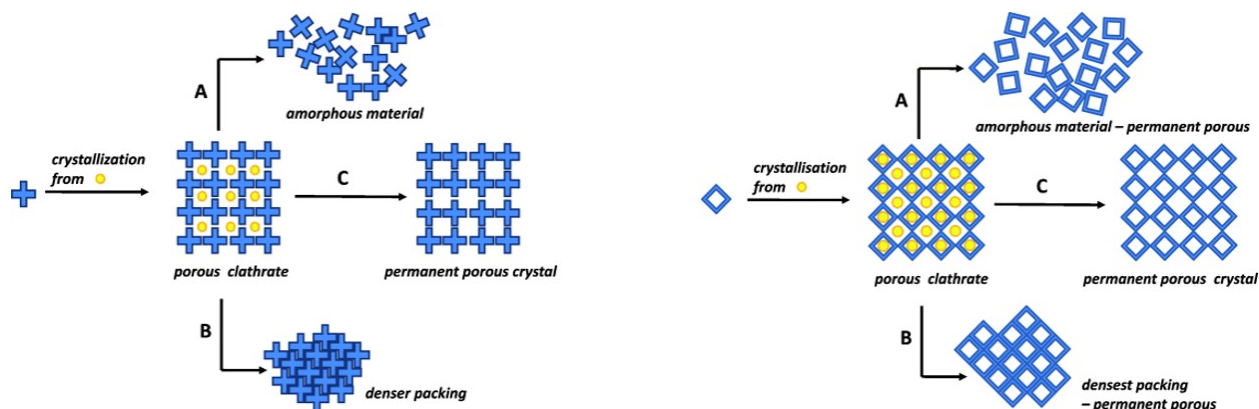 A
amorphous material
crystallization
from
C
porous clathrate
permanent porous crystal
B
denser packing
A
amorphous material – permanent porous
crystallisation
from
C
porous clathrate
permanent porous crystal
B
densest packing
– permanent porous